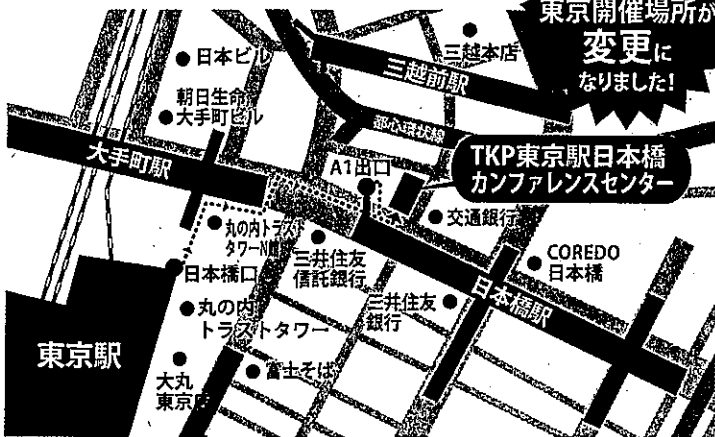 東京開催場所が
変更に
なりました!
日本ビル
三越本店
三越前駅
朝日生命
大手町ビル
都心環状線
大手町駅
A1出口
TKP東京駅日本橋
カンファレンスセンター
丸の内トラスト
タワーN館
交通銀行
三井住友
信託銀行
COREDO
日本橋
日本橋口
三井住友
銀行
日本橋駅
丸の内
トラストタワー
東京駅
富士そば
大丸
東京店